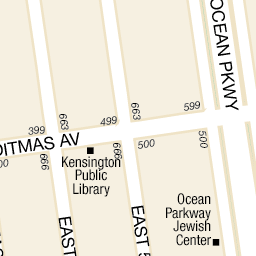 OCEAN PKWY
663
663
599
499
399
DITMAS AV
500
500
666
666
Kensington
Public
Library
EAST
EAST 5
Ocean
Parkway
Jewish
Center